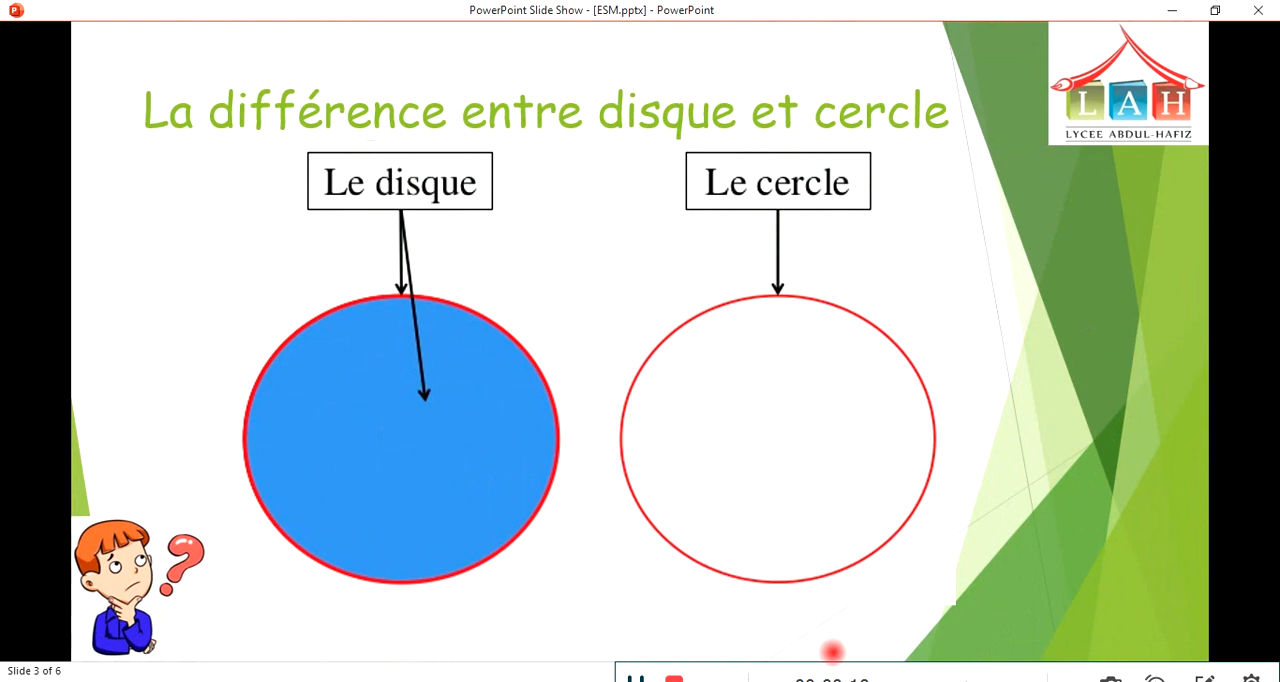 PowerPoint Slide Show - [ESM.pptx] - PowerPoint
La différence entre disque et cercle
L A H
LYCEE ABDUL-HAFIZ
Le disque
Le cercle
?
Slide 3 of 6